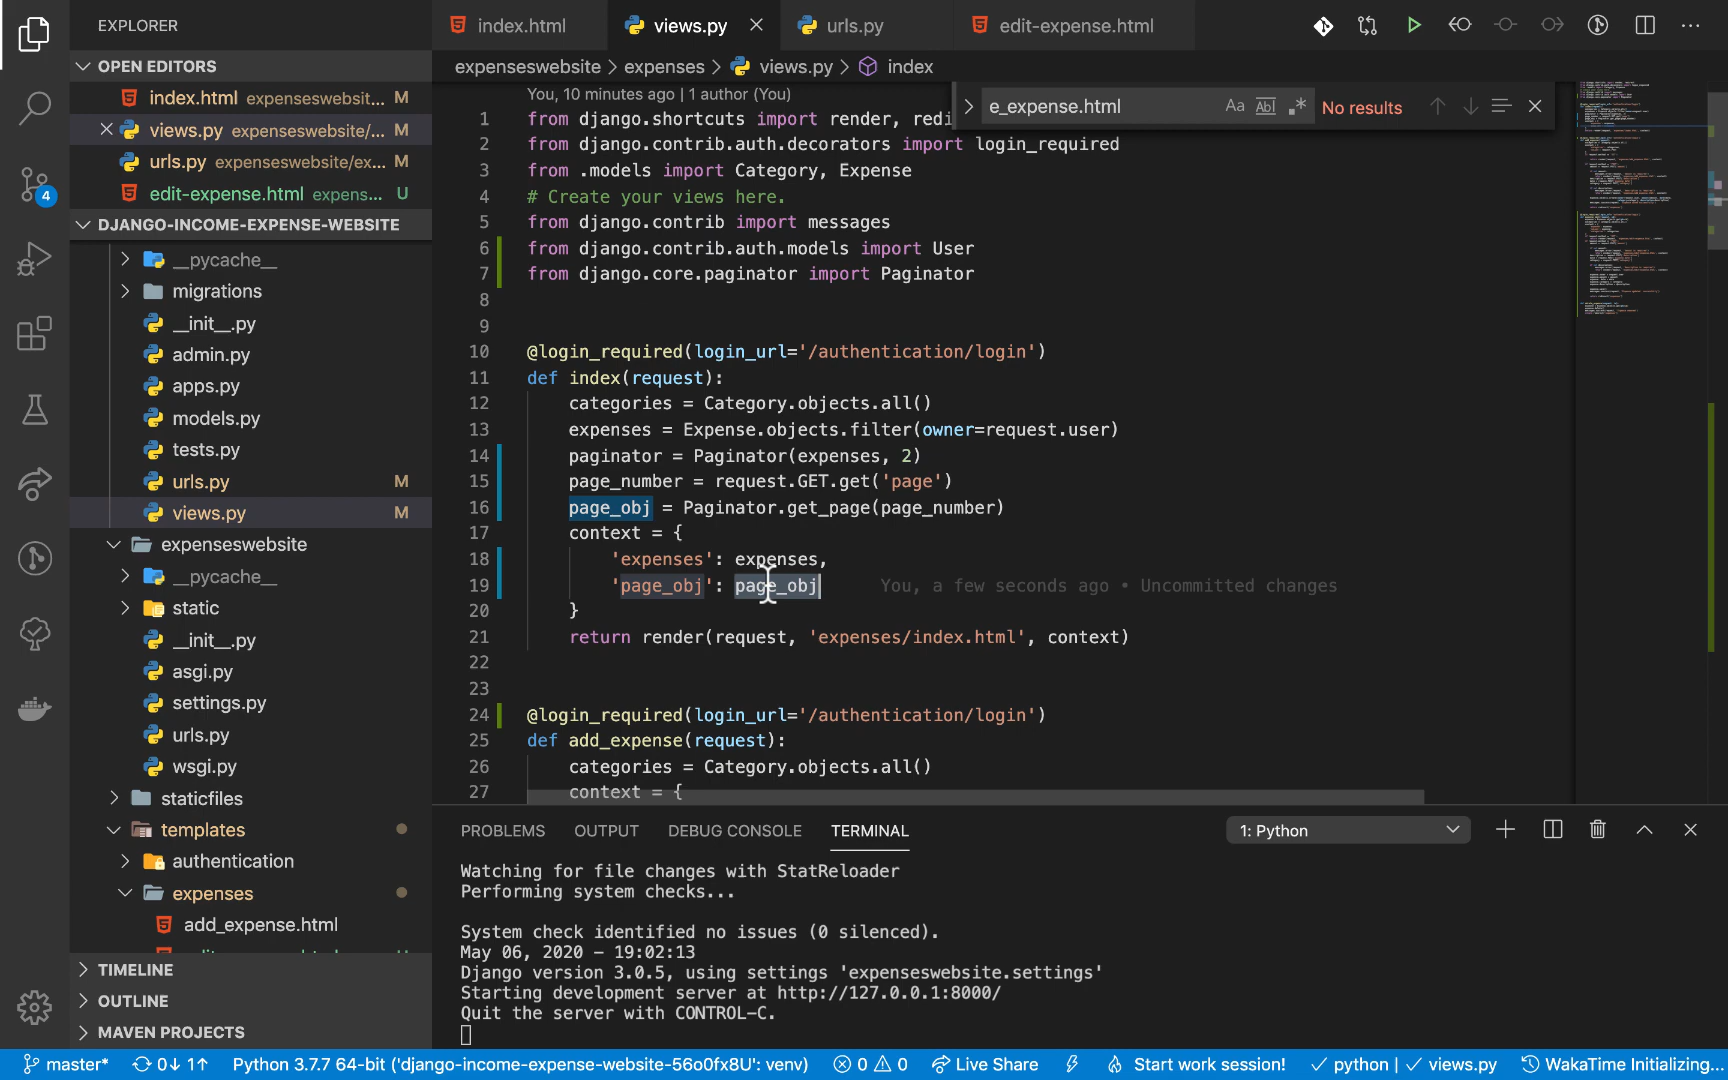 EXPLORER
index.html
views.py
urls.py
edit-expense.html
OPEN EDITORS
index.html expenseswebsit... M
views.py expenseswebsite/... M
urls.py expenseswebsite/ex... M
edit-expense.html expens... U
DJANGO-INCOME-EXPENSE-WEBSITE
__pycache__
migrations
__init__.py
admin.py
apps.py
models.py
tests.py
urls.py M
views.py M
expenseswebsite
__pycache__
static
__init__.py
asgi.py
settings.py
urls.py
wsgi.py
staticfiles
templates
authentication
expenses
add_expense.html
TIMELINE
OUTLINE
MAVEN PROJECTS
4
expenseswebsite > expenses > views.py > index
e_expense.html Aa Abl .* No results
You, 10 minutes ago | 1 author (You)
1 from django.shortcuts import render, redi
2 from django.contrib.auth.decorators import login_required
3 from .models import Category, Expense
4 # Create your views here.
5 from django.contrib import messages
6 from django.contrib.auth.models import User
7 from django.core.paginator import Paginator
8
9
10 @login_required(login_url='/authentication/login')
11 def index(request):
12 categories = Category.objects.all()
13 expenses = Expense.objects.filter(owner=request.user)
14 paginator = Paginator(expenses, 2)
15 page_number = request.GET.get('page')
16 page_obj = Paginator.get_page(page_number)
17 context = {
18 'expenses': expenses,
19 'page_obj': page_obj You, a few seconds ago • Uncommitted changes
20 }
21 return render(request, 'expenses/index.html', context)
22
23
24 @login_required(login_url='/authentication/login')
25 def add_expense(request):
26 categories = Category.objects.all()
27 context = {
PROBLEMS OUTPUT DEBUG CONSOLE TERMINAL 1: Python
Watching for file changes with StatReloader
Performing system checks...
System check identified no issues (0 silenced).
May 06, 2020 - 19:02:13
Django version 3.0.5, using settings 'expenseswebsite.settings'
Starting development server at http://127.0.0.1:8000/
Quit the server with CONTROL-C.
master* 0↓ 1↑ Python 3.7.7 64-bit ('django-income-expense-website-56o0fx8U': venv) 0 0 Live Share Start work session! ✓ python | ✓ views.py WakaTime Initializing...